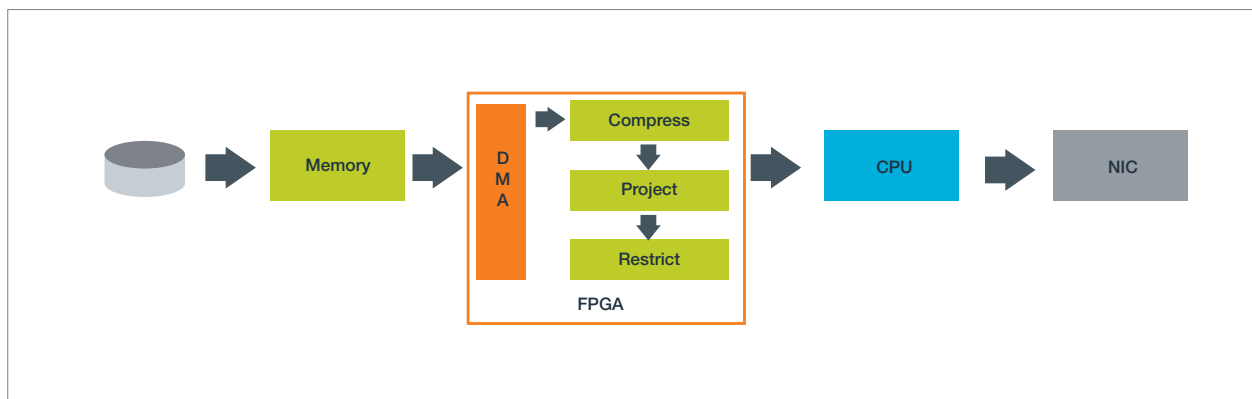 Memory
D
M
A
Compress
Project
Restrict
FPGA
CPU
NIC